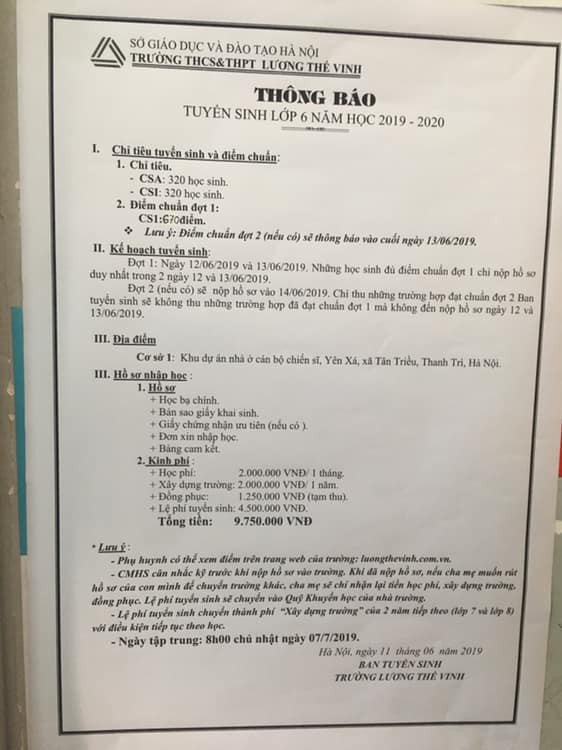 SỞ GIÁO DỤC VÀ ĐÀO TẠO HÀ NỘI
TRƯỜNG THCS&THPT LƯƠNG THẾ VINH
THÔNG BÁO
TUYỂN SINH LỚP 6 NĂM HỌC 2019 - 2020
I. Chỉ tiêu tuyển sinh và điểm chuẩn:
1. Chỉ tiêu.
- CSA: 320 học sinh.
- CSI: 320 học sinh.
2. Điểm chuẩn đợt 1:
CS1:670điểm.
❖ Lưu ý: Điểm chuẩn đợt 2 (nếu có) sẽ thông báo vào cuối ngày 13/06/2019.
II. Kế hoạch tuyển sinh:
Đợt 1: Ngày 12/06/2019 và 13/06/2019. Những học sinh đủ điểm chuẩn đợt 1 chỉ nộp hồ sơ
duy nhất trong 2 ngày 12 và 13/06/2019.
Đợt 2 (nếu có) sẽ nộp hồ sơ vào 14/06/2019. Chỉ thu những trường hợp đạt chuẩn đợt 2 Ban
tuyển sinh sẽ không thu những trường hợp đã đạt chuẩn đợt 1 mà không đến nộp hồ sơ ngày 12 và
13/06/2019.
III. Địa điểm
Cơ sở 1: Khu dự án nhà ở cán bộ chiến sĩ, Yên Xá, xã Tân Triều, Thanh Trì, Hà Nội.
III. Hồ sơ nhập học :
1. Hồ sơ
+ Học bạ chính.
+ Bản sao giấy khai sinh.
+ Giấy chứng nhận ưu tiên (nếu có ).
+ Đơn xin nhập học.
+ Bảng cam kết.
2. Kinh phí :
+ Học phí: 2.000.000 VNĐ/ 1 tháng.
+ Xây dựng trường: 2.000.000 VNĐ/ 1 năm.
+ Đồng phục: 1.250.000 VNĐ (tạm thu).
+ Lệ phí tuyển sinh: 4.500.000 VNĐ.
Tổng tiền: 9.750.000 VNĐ
* Lưu ý :
- Phụ huynh có thể xem điểm trên trang web của trường: luongthevinh.com.vn.
- CMHS cân nhắc kỹ trước khi nộp hồ sơ vào trường. Khi đã nộp hồ sơ, nếu cha mẹ muốn rút
hồ sơ của con mình để chuyển trường khác, cha mẹ sẽ chỉ nhận lại tiền học phí, xây dựng trường,
đồng phục. Lệ phí tuyển sinh sẽ chuyển vào Quỹ Khuyến học của nhà trường.
- Lệ phí tuyển sinh chuyển thành phí "Xây dựng trường" của 2 năm tiếp theo (lớp 7 và lớp 8)
với điều kiện tiếp tục theo học.
- Ngày tập trung: 8h00 chủ nhật ngày 07/7/2019.
Hà Nội, ngày 11 tháng 06 năm 2019
BAN TUYỂN SINH
TRƯỜNG LƯƠNG THẾ VINH